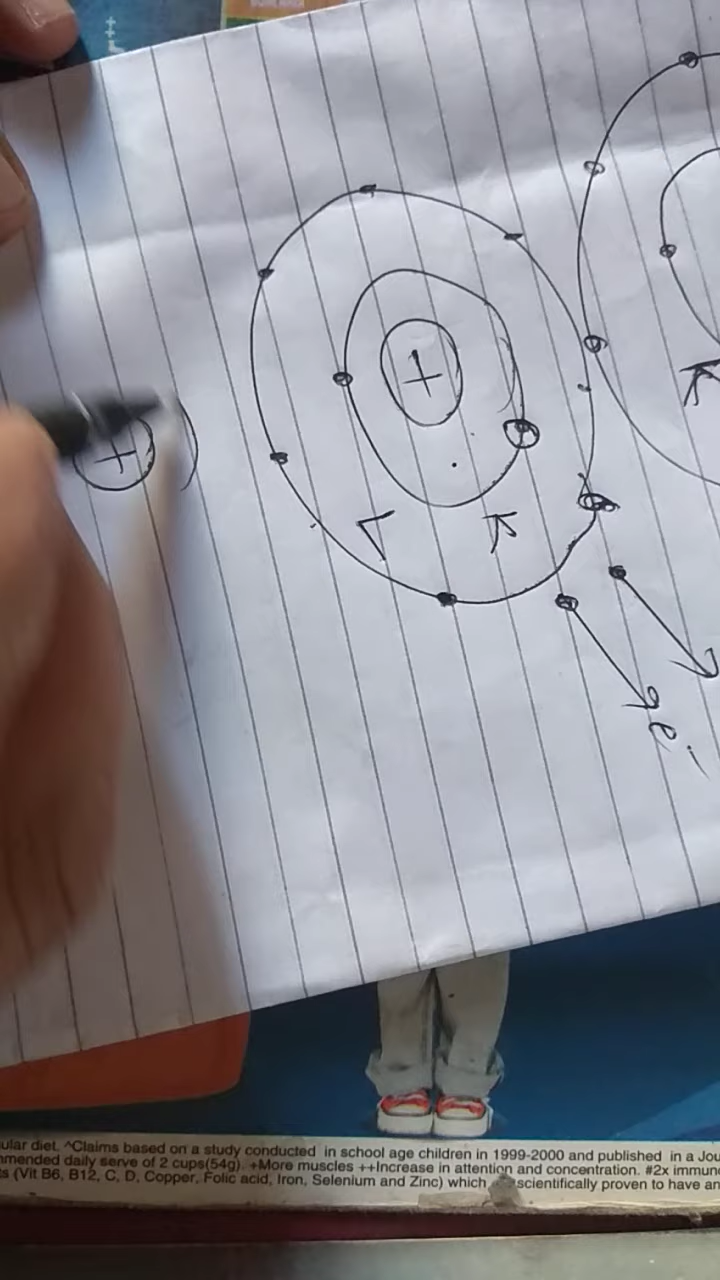 +
+
K
L K
e⁻
ular diet. ^Claims based on a study conducted in school age children in 1999-2000 and published in a Jou
mmended daily serve of 2 cups(54g). +More muscles ++Increase in attention and concentration. #2x immun
s (Vit B6, B12, C, D, Copper, Folic acid, Iron, Selenium and Zinc) which scientifically proven to have an